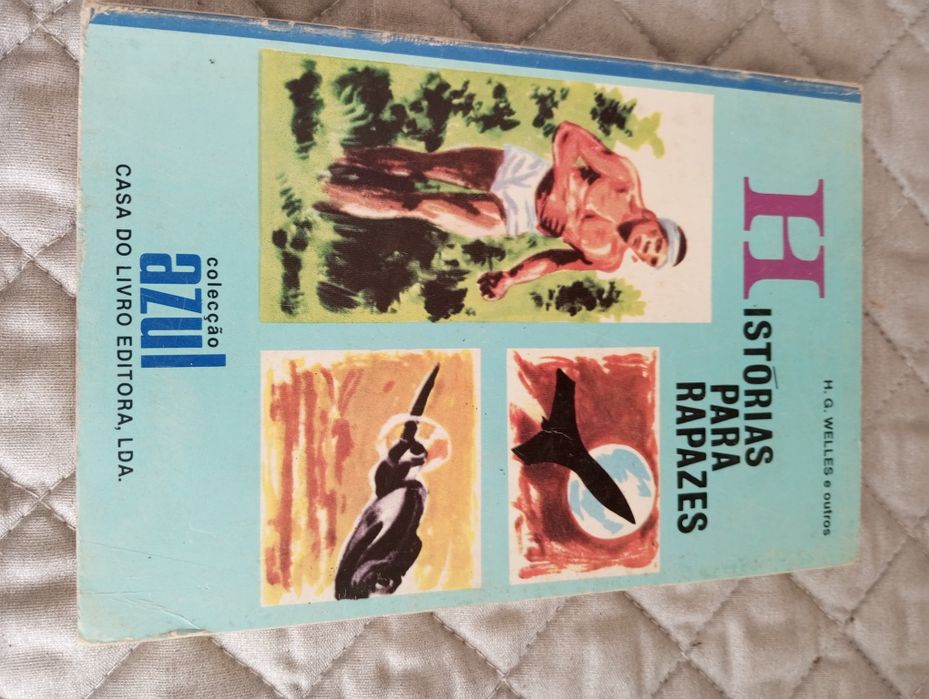 H. G. WELLES e outros
HISTÓRIAS
PARA
RAPAZES
colecção
azul
CASA DO LIVRO EDITORA, LDA.